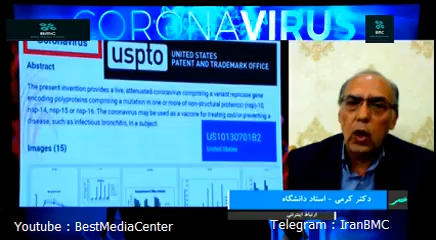 CORONAVIRUS
BMC
BMC
Coronavirus
uspto
UNITED STATES
PATENT AND TRADEMARK OFFICE
Abstract
The present invention provides a live, attenuated coronavirus comprising a variant replicase gene
encoding polyproteins comprising a mutation in one or more of non-structural protein(s) (nsp)-10,
nsp-14, nsp-15 or nsp-16. The coronavirus may be used as a vaccine for treating and/or preventing a
disease, such as infectious bronchitis, in a subject.
US10130701B2
United States
Images (15)
دکتر کرمی - استاد دانشگاه
ارتباط اینترنتی
Youtube : BestMediaCenter
Telegram : IranBMC